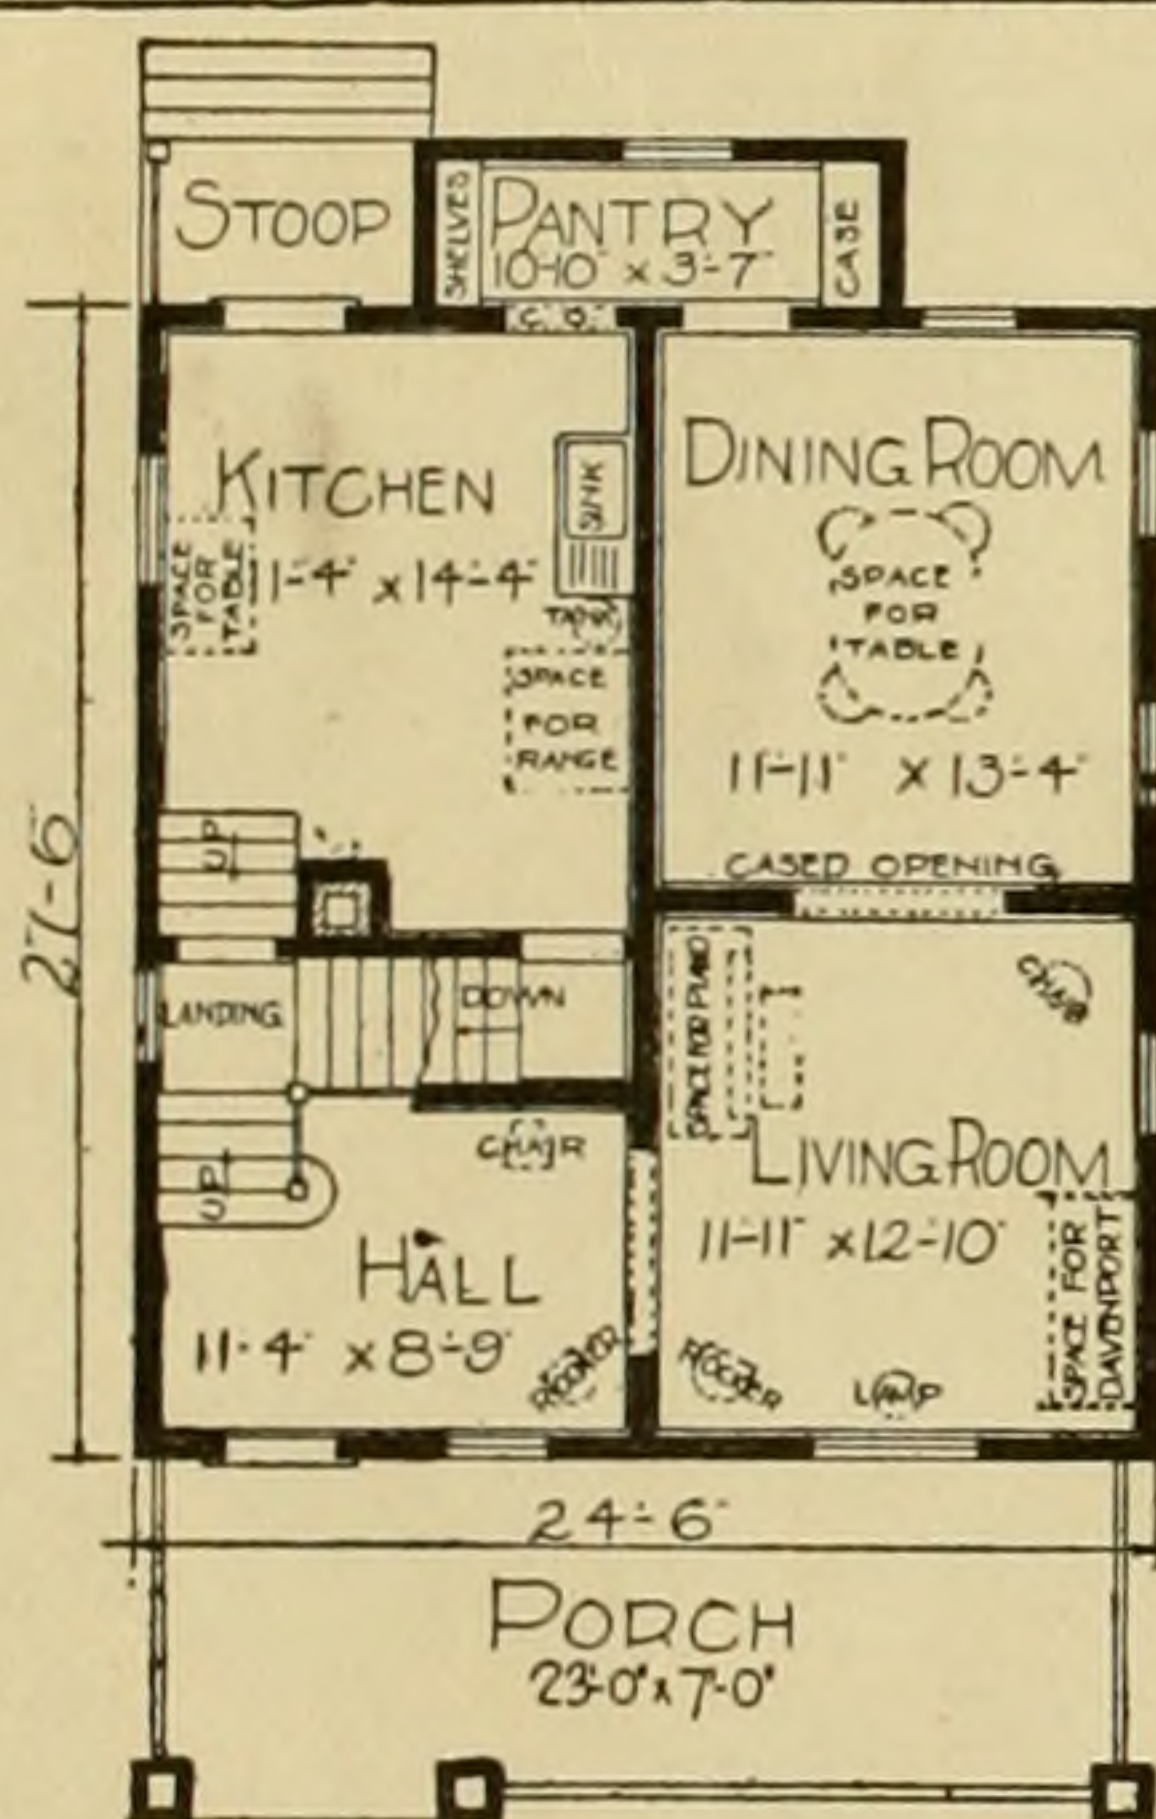 STOOP
SHELVES
PANTRY
10-10" x 3'-7"
CASE
C. O.
KITCHEN
11'-4" x 14'-4"
SPACE
FOR
TABLE
SINK
TANK
SPACE
FOR
RANGE
DINING ROOM
SPACE
FOR
TABLE
11'-11" x 13'-4"
CASED OPENING
27'-6
UP
LANDING
DOWN
UP
CHAIR
HALL
11-4" x 8'-9"
ROCKER
SPACE FOR PIANO
CHAIR
LIVING ROOM
11'-11" x 12'-10"
SPACE FOR
DAVENPORT
ROCKER
LAMP
24'-6"
PORCH
23'-0" x 7'-0"